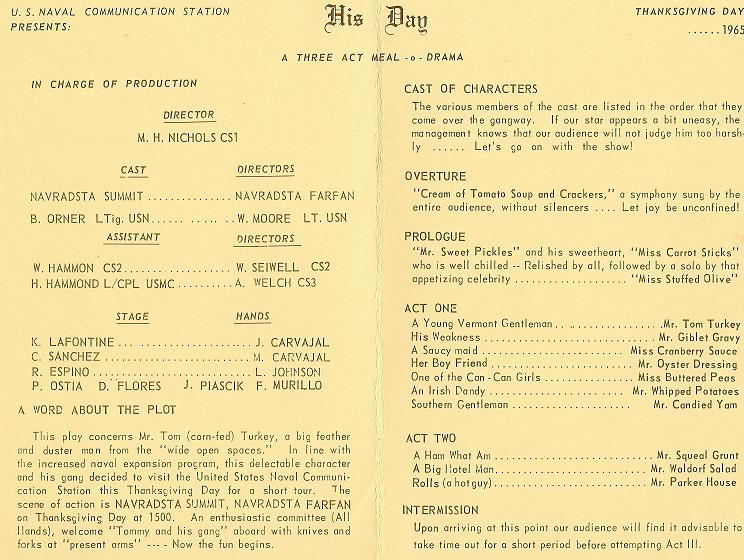 U. S. NAVAL COMMUNICATION STATION
PRESENTS:
His Day
THANKSGIVING DAY
......1965
A THREE ACT MEAL -o- DRAMA
IN CHARGE OF PRODUCTION
DIRECTOR
M. H. NICHOLS CS1
CAST DIRECTORS
NAVRADSTA SUMMIT ............. NAVRADSTA FARFAN
B. ORNER LTjg. USN...... ... .. ..W. MOORE LT. USN
ASSISTANT DIRECTORS
W. HAMMON CS2...................... W. SEIWELL CS2
H. HAMMOND L/CPL USMC..........A. WELCH CS3
STAGE HANDS
K. LAFONTINE ...................... J. CARVAJAL
C. SANCHEZ ........................ M. CARVAJAL
R. ESPINO .......................... L. JOHNSON
P. OSTIA D. FLORES J. PIASCIK F. MURILLO
A WORD ABOUT THE PLOT
This play concerns Mr. Tom (corn-fed) Turkey, a big feather
and duster man from the "wide open spaces." In line with
the increased naval expansion program, this delectable character
and his gang decided to visit the United States Naval Communi-
cation Station this Thanksgiving Day for a short tour. The
scene of action is NAVRADSTA SUMMIT, NAVRADSTA FARFAN
on Thanksgiving Day at 1500. An enthusiastic committee (All
Hands), welcome "Tommy and his gang" aboard with knives and
forks at "present arms" --- - Now the fun begins.
CAST OF CHARACTERS
The various members of the cast are listed in the order that they
come over the gangway. If our star appears a bit uneasy, the
management knows that our audience will not judge him too harsh-
ly ...... Let's go on with the show!
OVERTURE
"Cream of Tomato Soup and Crackers," a symphony sung by the
entire audience, without silencers .... Let joy be unconfined!
PROLOGUE
"Mr. Sweet Pickles" and his sweetheart, "Miss Carrot Sticks"
who is well chilled -- Relished by all, followed by a solo by that
appetizing celebrity ................... "Miss Stuffed Olive"
ACT ONE
A Young Vermont Gentleman .. .. ............. .Mr. Tom Turkey
His Weakness ............................... Mr. Giblet Gravy
A Saucy maid ........................... Miss Cranberry Sauce
Her Boy Friend ......................... Mr. Oyster Dressing
One of the Can-Can Girls .............. Miss Buttered Peas
An Irish Dandy ....................... Mr. Whipped Potatoes
Southern Gentleman .................... Mr. Candied Yam
ACT TWO
A Ham What Am ........................... Mr. Squeal Grunt
A Big Hotel Man.......................... Mr. Waldorf Salad
Rolls (a hot guy) ........................ Mr. Parker House
INTERMISSION
Upon arriving at this point our audience will find it advisable to
take time out for a short period before attempting Act III.